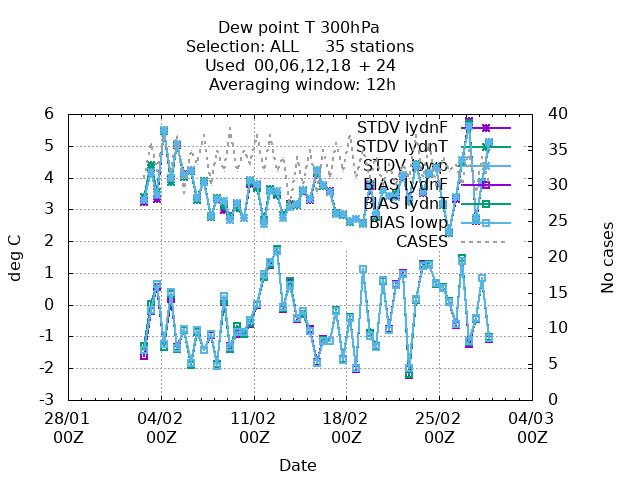 Dew point T 300hPa
Selection: ALL 35 stations
Used 00,06,12,18 + 24
Averaging window: 12h
6
5
4
3
2
1
0
-1
-2
-3
deg C
40
35
30
25
20
15
10
5
0
No cases
STDV lydnF
STDV lydnT
STDV lowp
BIAS lydnF
BIAS lydnT
BIAS lowp
CASES
28/01 04/02 11/02 18/02 25/02 04/03
00Z 00Z 00Z 00Z 00Z 00Z
Date